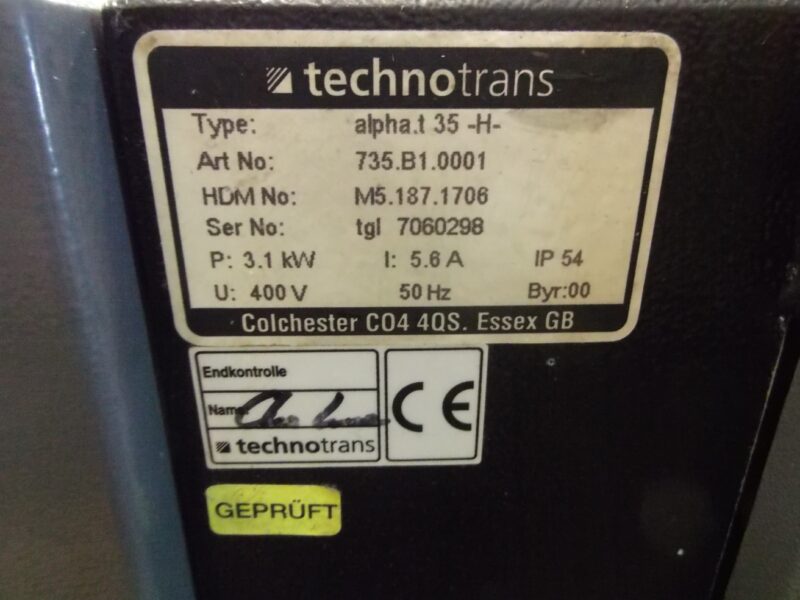 technotrans
Type: alpha.t 35 -H-
Art No: 735.B1.0001
HDM No: M5.187.1706
Ser No: tgl 7060298
P: 3.1 kW I: 5.6 A IP 54
U: 400 V 50 Hz Byr:00
Colchester CO4 4QS. Essex GB
Endkontrolle
Name
technotrans
CE
GEPRÜFT